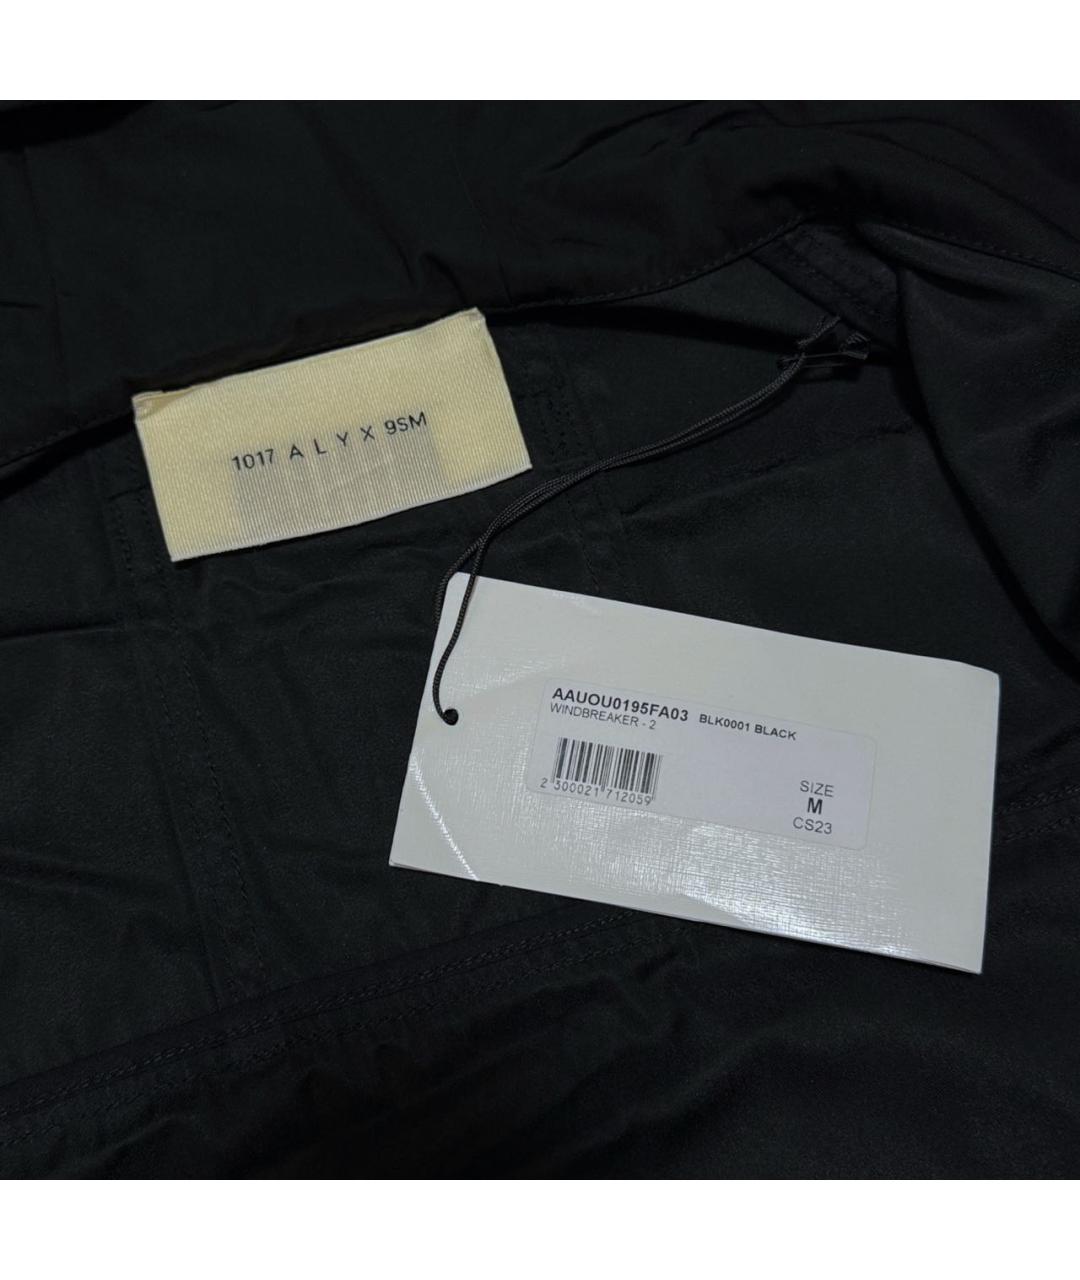 1017 A L Y X 9SM
AAUOU0195FA03 BLK0001 BLACK
WINDBREAKER - 2
2 300021 712059
SIZE
M
CS23